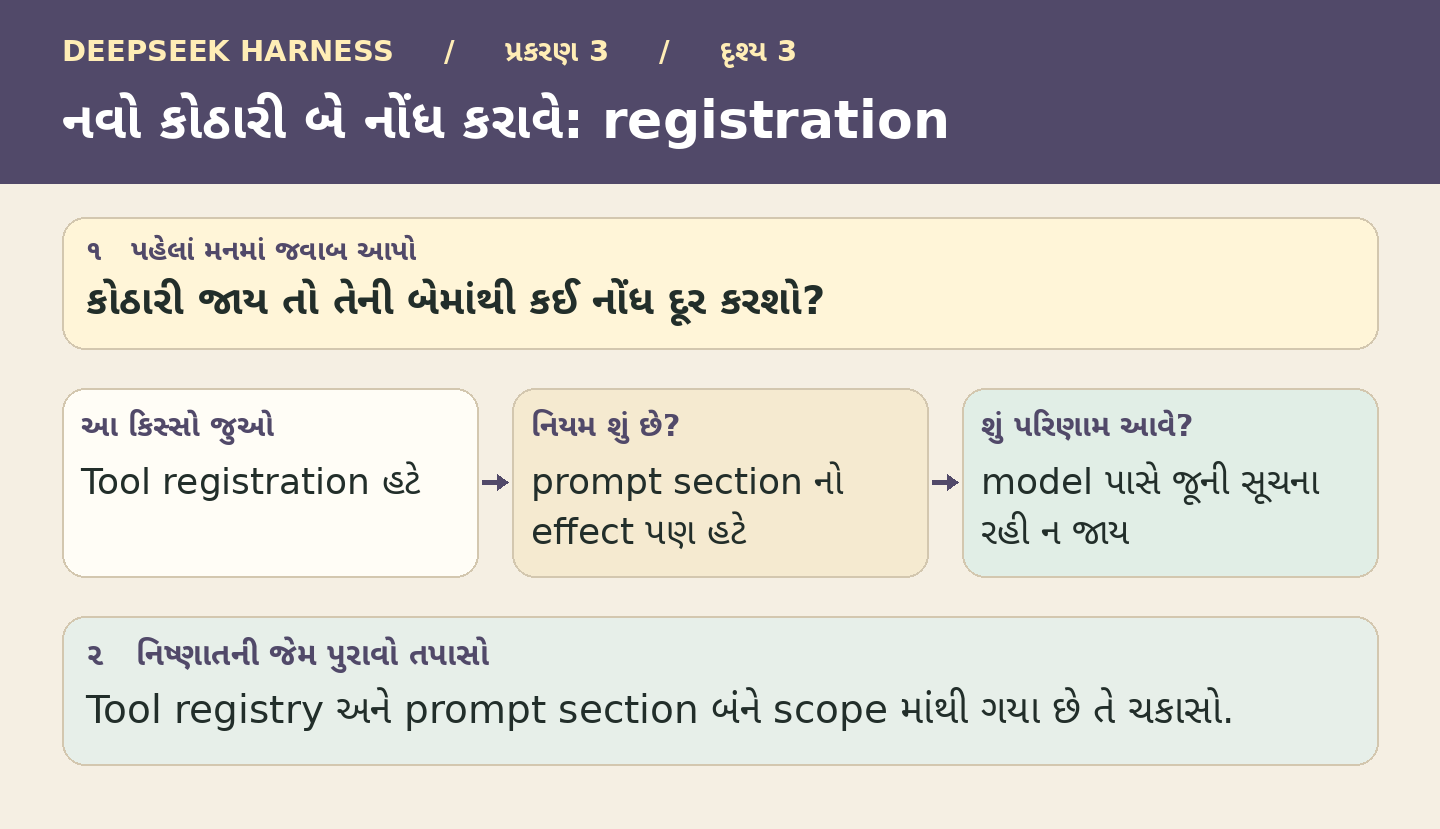 DEEPSEEK HARNESS / પ્રકરણ 3 / દૃશ્ય 3
નવો કોઠારી બે નોંધ કરાવે: registration
૧ પહેલાં મનમાં જવાબ આપો
કોઠારી જાય તો તેની બેમાંથી કઈ નોંધ દૂર કરશો?
આ કિસ્સો જુઓ
Tool registration હટે
નિયમ શું છે?
prompt section નો
effect પણ હટે
શું પરિણામ આવે?
model પાસે જૂની સૂચના
રહી ન જાય
૨ નિષ્ણાતની જેમ પુરાવો તપાસો
Tool registry અને prompt section બંને scope માંથી ગયા છે તે ચકાસો.